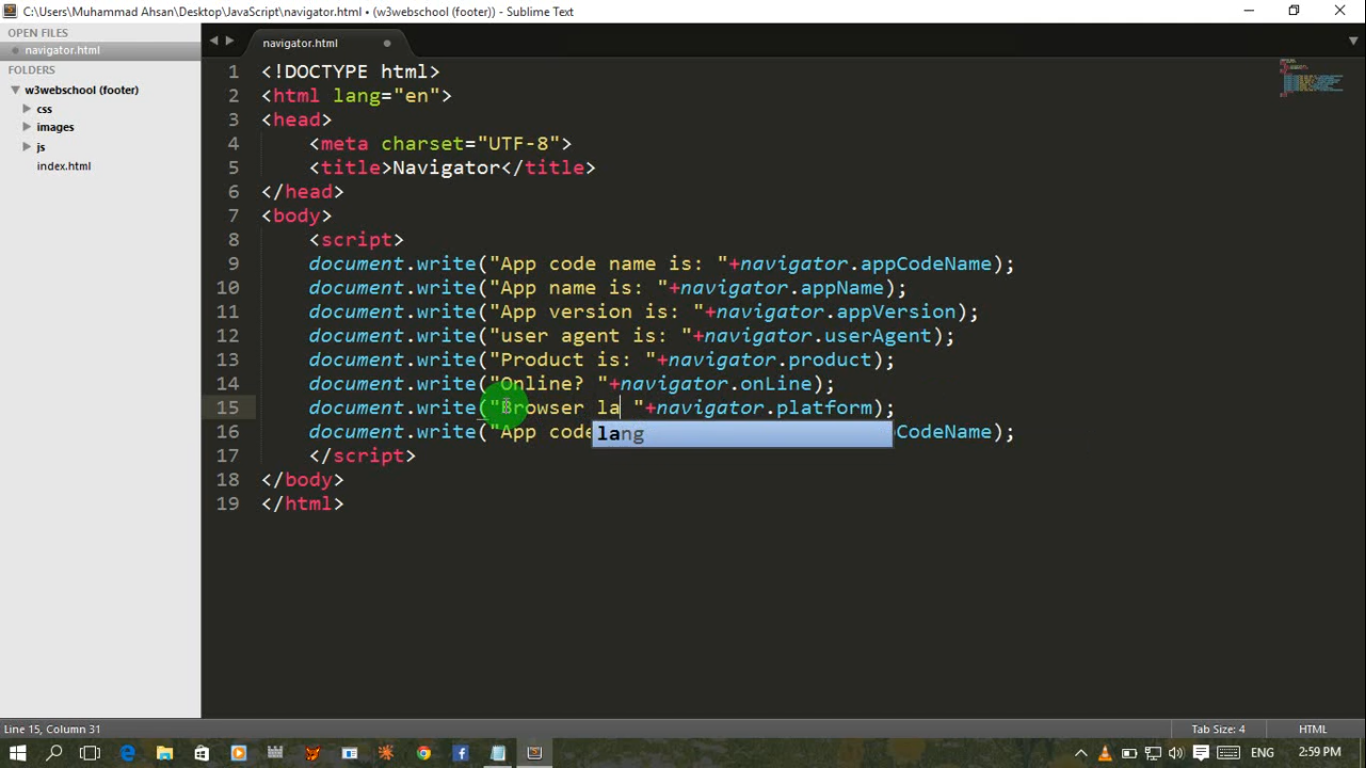 C:\Users\Muhammad Ahsan\Desktop\JavaScript\navigator.html • (w3webschool (footer)) - Sublime Text
OPEN FILES
navigator.html
FOLDERS
w3webschool (footer)
css
images
js
index.html
navigator.html
1 <!DOCTYPE html>
2 <html lang="en">
3 <head>
4 <meta charset="UTF-8">
5 <title>Navigator</title>
6 </head>
7 <body>
8 <script>
9 document.write("App code name is: "+navigator.appCodeName);
10 document.write("App name is: "+navigator.appName);
11 document.write("App version is: "+navigator.appVersion);
12 document.write("user agent is: "+navigator.userAgent);
13 document.write("Product is: "+navigator.product);
14 document.write("Online? "+navigator.onLine);
15 document.write("Browser la "+navigator.platform);
16 document.write("App code lang CodeName);
17 </script>
18 </body>
19 </html>
Line 15, Column 31
Tab Size: 4
HTML
ENG
2:59 PM